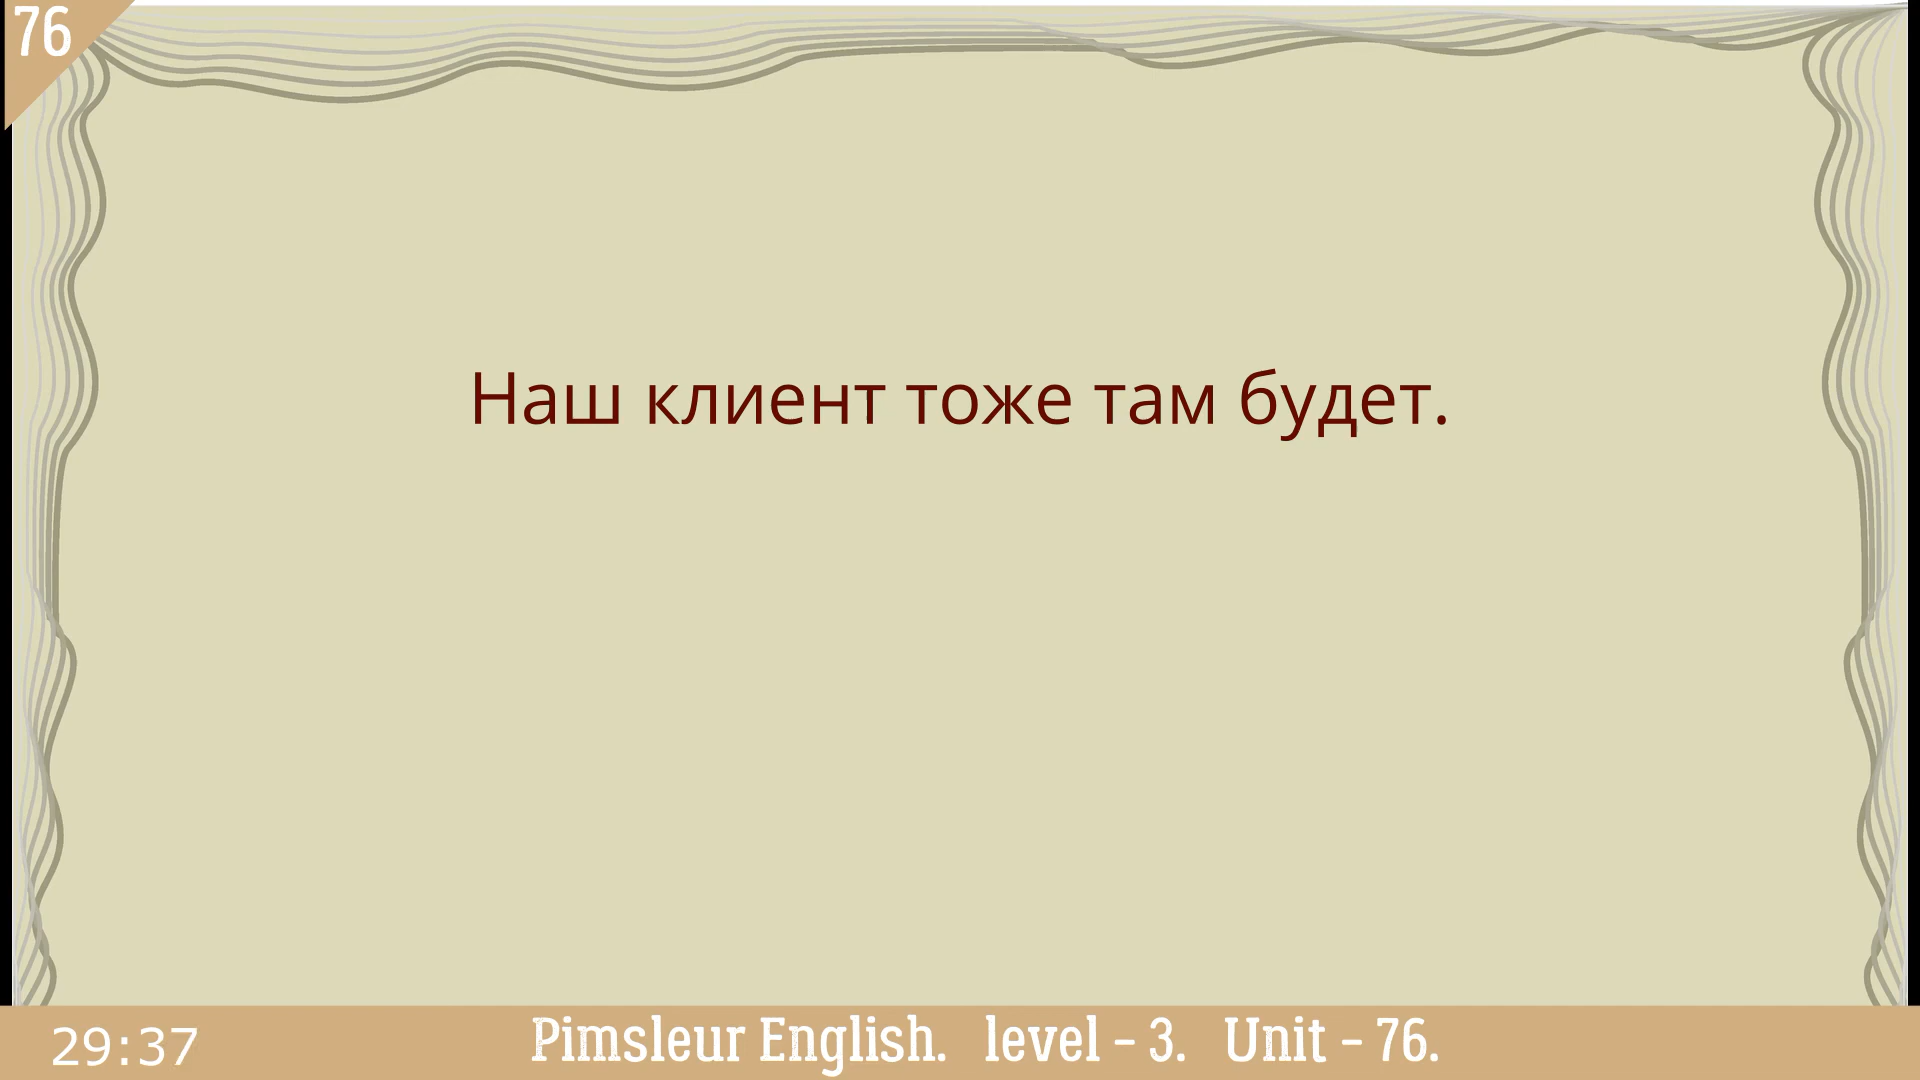 76
Наш клиент тоже там будет.
29:37
Pimsleur English. level – 3. Unit – 76.